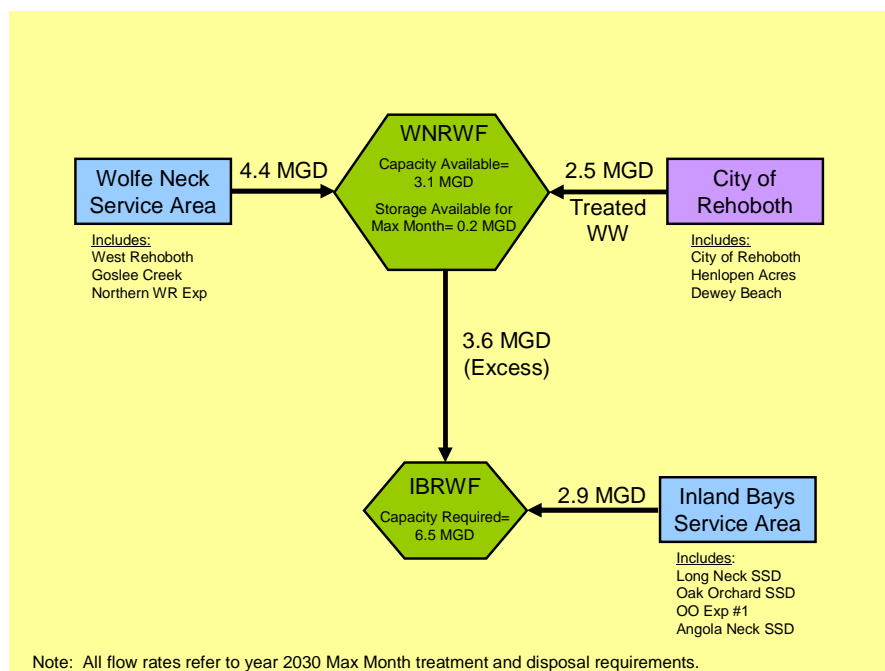 WNRWF
Capacity Available=
3.1 MGD
Storage Available for
Max Month= 0.2 MGD
4.4 MGD
Wolfe Neck
Service Area
Includes:
West Rehoboth
Goslee Creek
Northern WR Exp
2.5 MGD
Treated
WW
City of
Rehoboth
Includes:
City of Rehoboth
Henlopen Acres
Dewey Beach
3.6 MGD
(Excess)
IBRWF
Capacity Required=
6.5 MGD
2.9 MGD
Inland Bays
Service Area
Includes:
Long Neck SSD
Oak Orchard SSD
OO Exp #1
Angola Neck SSD
Note: All flow rates refer to year 2030 Max Month treatment and disposal requirements.